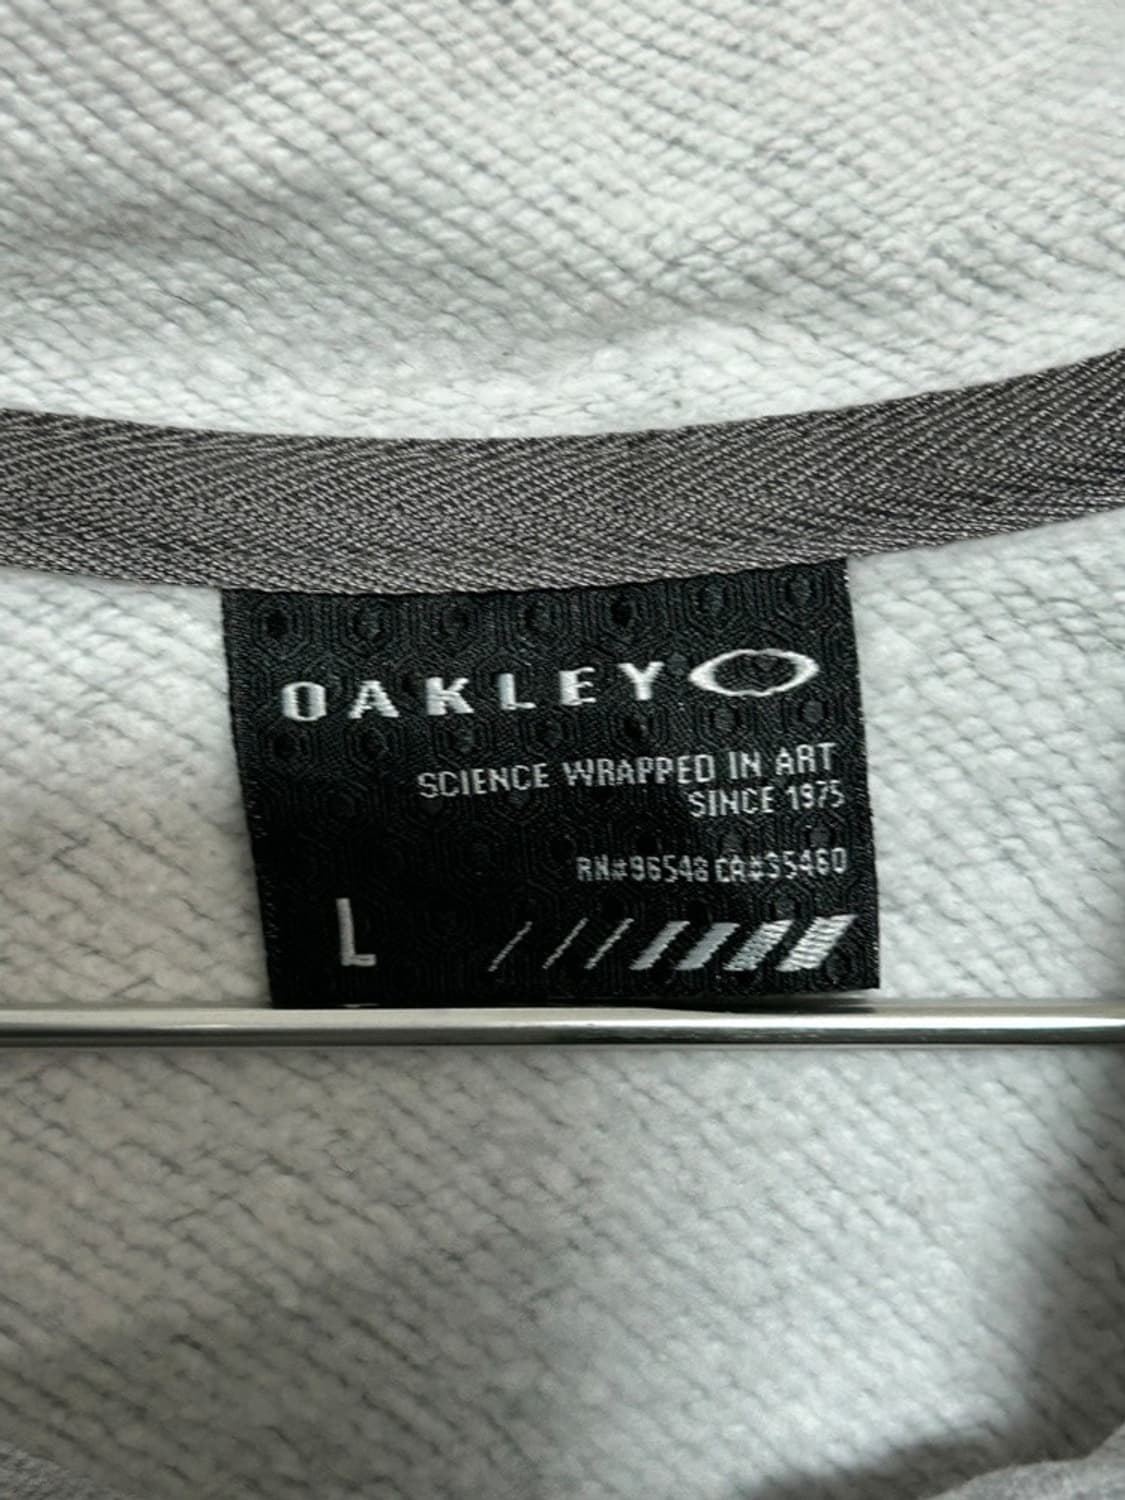 OAKLEY
SCIENCE WRAPPED IN ART
SINCE 1975
RN#96548 CA#35460
L